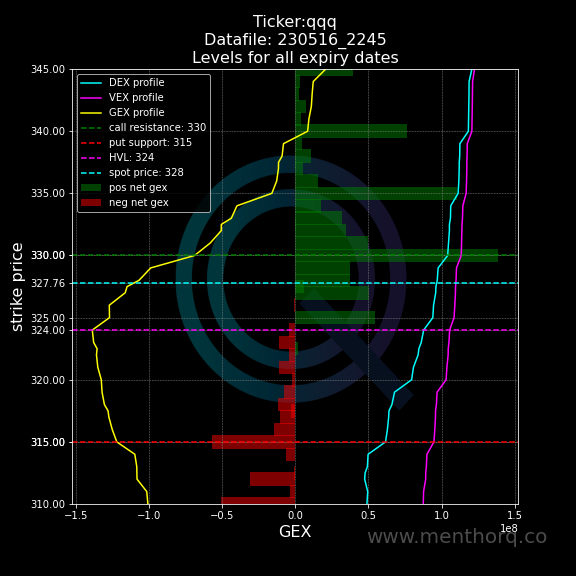 Ticker:qqq
Datafile: 230516_2245
Levels for all expiry dates
DEX profile
VEX profile
GEX profile
call resistance: 330
put support: 315
HVL: 324
spot price: 328
pos net gex
neg net gex
strike price
345.00
340.00
335.00
330.00
327.76
325.00
324.00
320.00
315.00
310.00
−1.5
−1.0
−0.5
0.0
0.5
1.0
1.5
1e8
GEX
www.menthorq.co